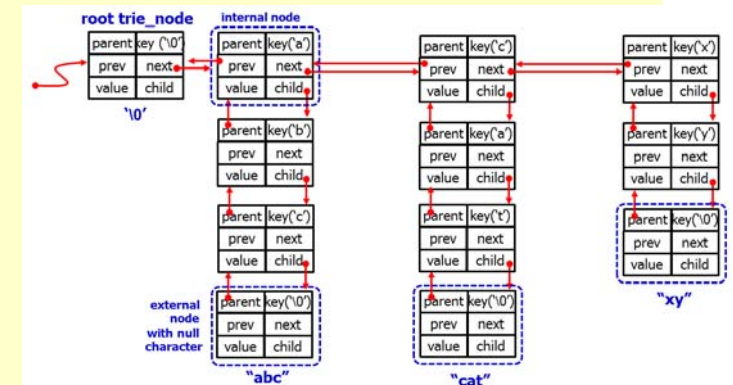 root trie_node
internal node
parent key ('\0')
prev next
value child
'\0'
parent key('a')
prev next
value child
parent key('b')
prev next
value child
parent key('c')
prev next
value child
external
node
with null
character
parent key('\0')
prev next
value child
"abc"
parent key('c')
prev next
value child
parent key('a')
prev next
value child
parent key('t')
prev next
value child
parent key('\0')
prev next
value child
"cat"
parent key('x')
prev next
value child
parent key('y')
prev next
value child
parent key('\0')
prev next
value child
"xy"